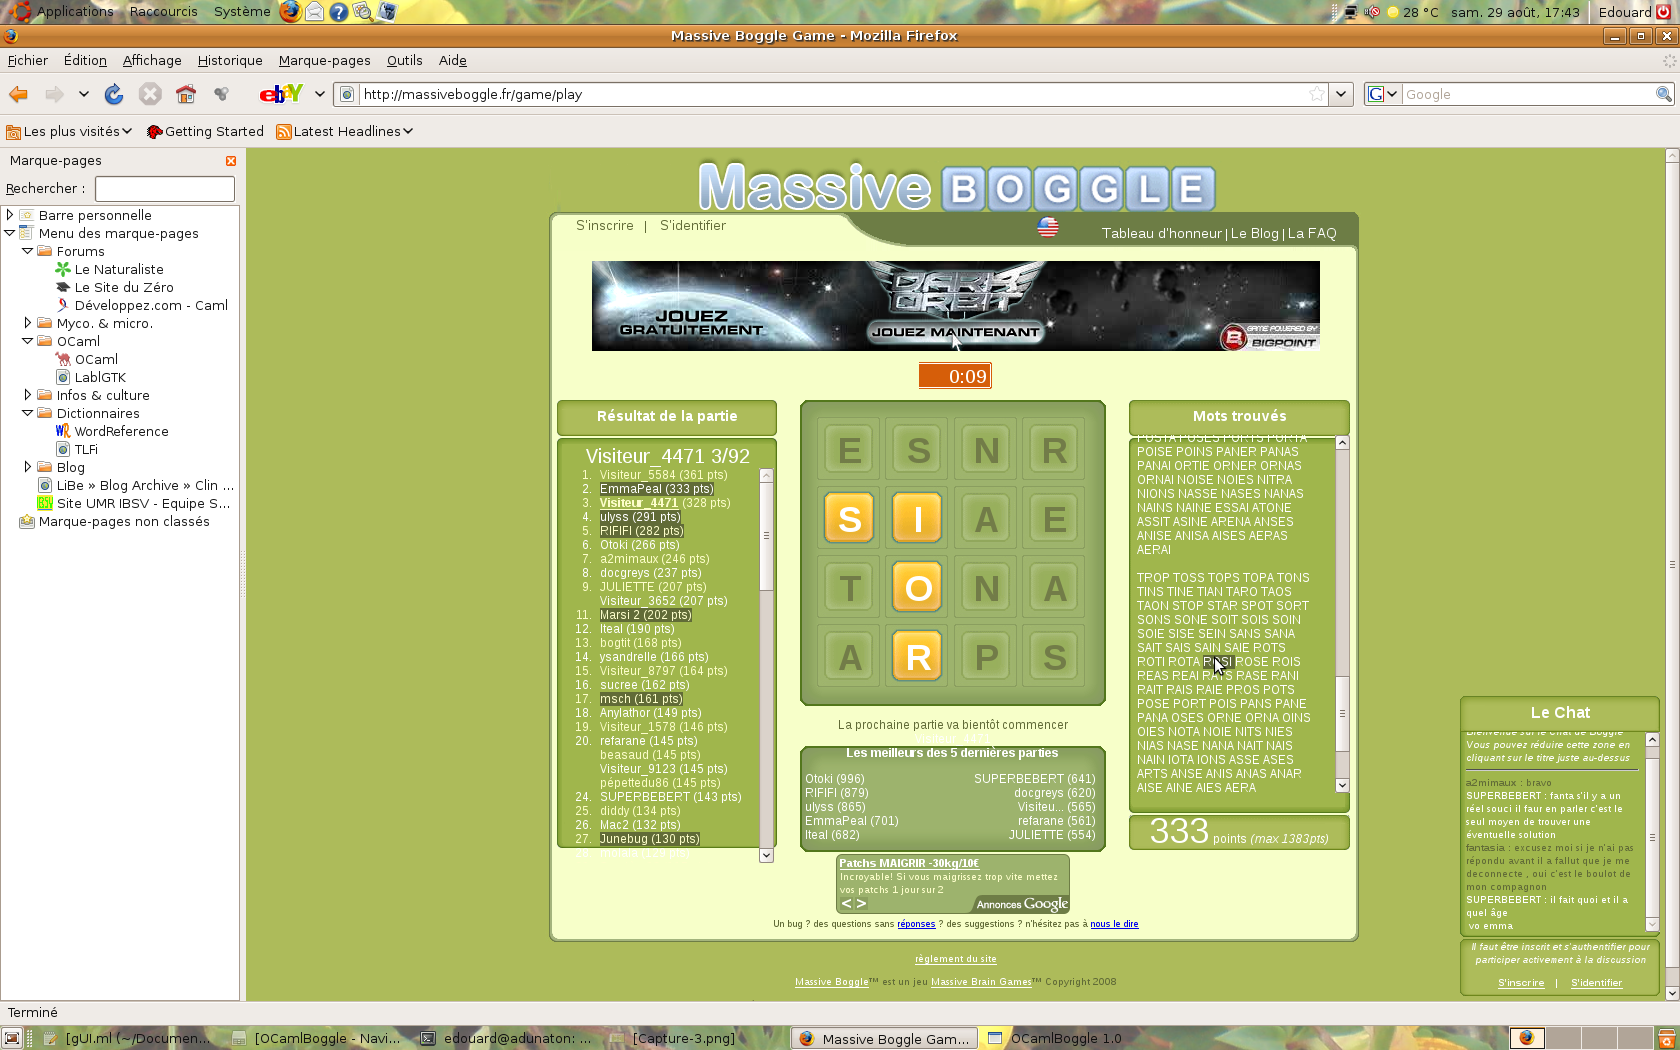 Applications Raccourcis Système
28 °C sam. 29 août, 17:43 Edouard
Massive Boggle Game - Mozilla Firefox
Fichier Édition Affichage Historique Marque-pages Outils Aide
ebY http://massiveboggle.fr/game/play G Google
Les plus visités Getting Started Latest Headlines
Marque-pages
Rechercher :
Barre personnelle
Menu des marque-pages
Forums
Le Naturaliste
Le Site du Zéro
Développez.com - Caml
Myco. & micro.
OCaml
OCaml
LablGTK
Infos & culture
Dictionnaires
WordReference
TLFi
Blog
LiBe » Blog Archive » Clin ...
Site UMR IBSV - Equipe S...
Marque-pages non classés
Massive BOGGLE
S'inscrire | S'identifier
Tableau d'honneur | Le Blog | La FAQ
DARK ORBIT
JOUEZ GRATUITEMENT
JOUEZ MAINTENANT
GAME POWERED BY
BIGPOINT
0:09
Résultat de la partie
Visiteur_4471 3/92
1. Visiteur_5584 (361 pts)
2. EmmaPeal (333 pts)
3. Visiteur_4471 (328 pts)
4. ulyss (291 pts)
5. RIFIFI (282 pts)
6. Otoki (266 pts)
7. a2mimaux (246 pts)
8. docgreys (237 pts)
9. JULIETTE (207 pts)
Visiteur_3652 (207 pts)
11. Marsi 2 (202 pts)
12. Iteal (190 pts)
13. bogtit (168 pts)
14. ysandrelle (166 pts)
15. Visiteur_8797 (164 pts)
16. sucree (162 pts)
17. msch (161 pts)
18. Anylathor (149 pts)
19. Visiteur_1578 (146 pts)
20. refarane (145 pts)
beasaud (145 pts)
Visiteur_9123 (145 pts)
pépettedu86 (145 pts)
24. SUPERBEBERT (143 pts)
25. diddy (134 pts)
26. Mac2 (132 pts)
27. Junebug (130 pts)
E S N R
S I A E
T O N A
A R P S
La prochaine partie va bientôt commencer
Les meilleurs des 5 dernières parties
Otoki (996) SUPERBEBERT (641)
RIFIFI (879) docgreys (620)
ulyss (865) Visiteu... (565)
EmmaPeal (701) refarane (561)
Iteal (682) JULIETTE (554)
Patchs MAIGRIR -30kg/10€
Incroyable! Si vous maigrissez trop vite mettez
vos patchs 1 jour sur 2
< > Annonces Google
Mots trouvés
POSTA POSES PORTS PORTA
POISE POINS PANER PANAS
PANAI ORTIE ORNER ORNAS
ORNAI NOISE NOIES NITRA
NIONS NASSE NASES NANAS
NAINS NAINE ESSAI ATONE
ASSIT ASINE ARENA ANSES
ANISE ANISA AISES AERAS
AERAI
TROP TOSS TOPS TOPA TONS
TINS TINE TIAN TARO TAOS
TAON STOP STAR SPOT SORT
SONS SONE SOIT SOIS SOIN
SOIE SISE SEIN SANS SANA
SAIT SAIS SAIN SAIE ROTS
ROTI ROTA ROSE ROIS
REAS REAI RATS RASE RANI
RAIT RAIS RAIE PROS POTS
POSE PORT POIS PANS PANE
PANA OSES ORNE ORNA OINS
OIES NOTA NOIE NITS NIES
NIAS NASE NANA NAIT NAIS
NAIN IOTA IONS ASSE ASES
ARTS ANSE ANIS ANAS ANAR
AISE AINE AIES AERA
333 points (max 1383pts)
Un bug ? des questions sans réponses ? des suggestions ? n'hésitez pas à nous le dire
règlement du site
Massive Boggle™ est un jeu Massive Brain Games™ Copyright 2008
Le Chat
Bienvenue sur le Chat de Boggle
Vous pouvez réduire cette zone en
cliquant sur le titre juste au-dessus
a2mimaux : bravo
SUPERBEBERT : fanta s'il y a un
réel souci il faur en parler c'est le
seul moyen de trouver une
éventuelle solution
fantasia : excusez moi si je n'ai pas
répondu avant il a fallut que je me
deconnecte , oui c'est le boulot de
mon compagnon
SUPERBEBERT : il fait quoi et il a
quel âge
vo emma
Il faut être inscrit et s'authentifier pour
participer activement à la discussion
S'inscrire | S'identifier
Terminé
[gUI.ml (~/Documen... [OCamlBoggle - Navi... edouard@adunaton: ... [Capture-3.png] Massive Boggle Gam... OCamlBoggle 1.0